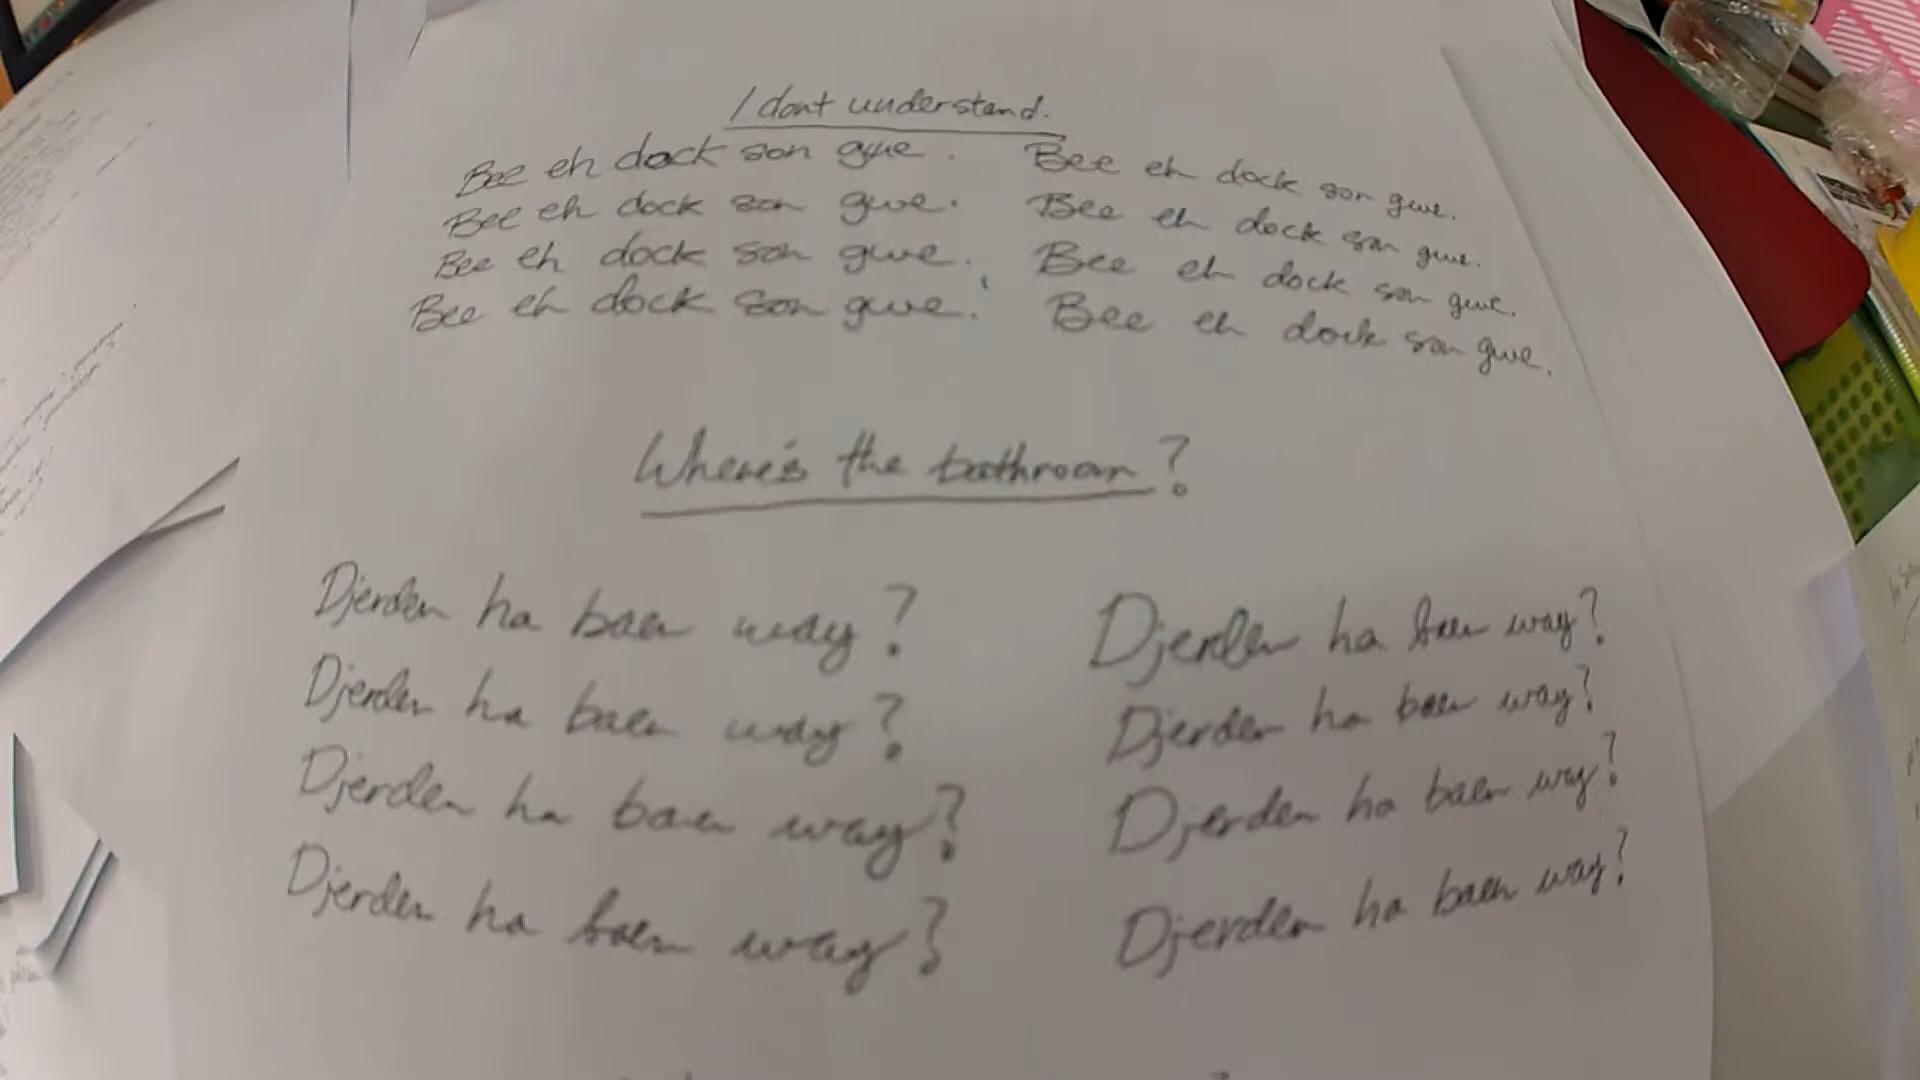 I dont understand.
Bee eh dock son gwe. Bee eh dock son gwe.
Bee eh dock son gwe. Bee eh dock son gwe.
Bee eh dock son gwe. Bee eh dock son gwe.
Bee eh dock son gwe. Bee eh dock son gwe.
Where's the bathroom?
Djerden ha baen way? Djerden ha baen way?
Djerden ha baen way? Djerden ha baen way?
Djerden ha baen way? Djerden ha baen way?
Djerden ha baen way? Djerden ha baen way?